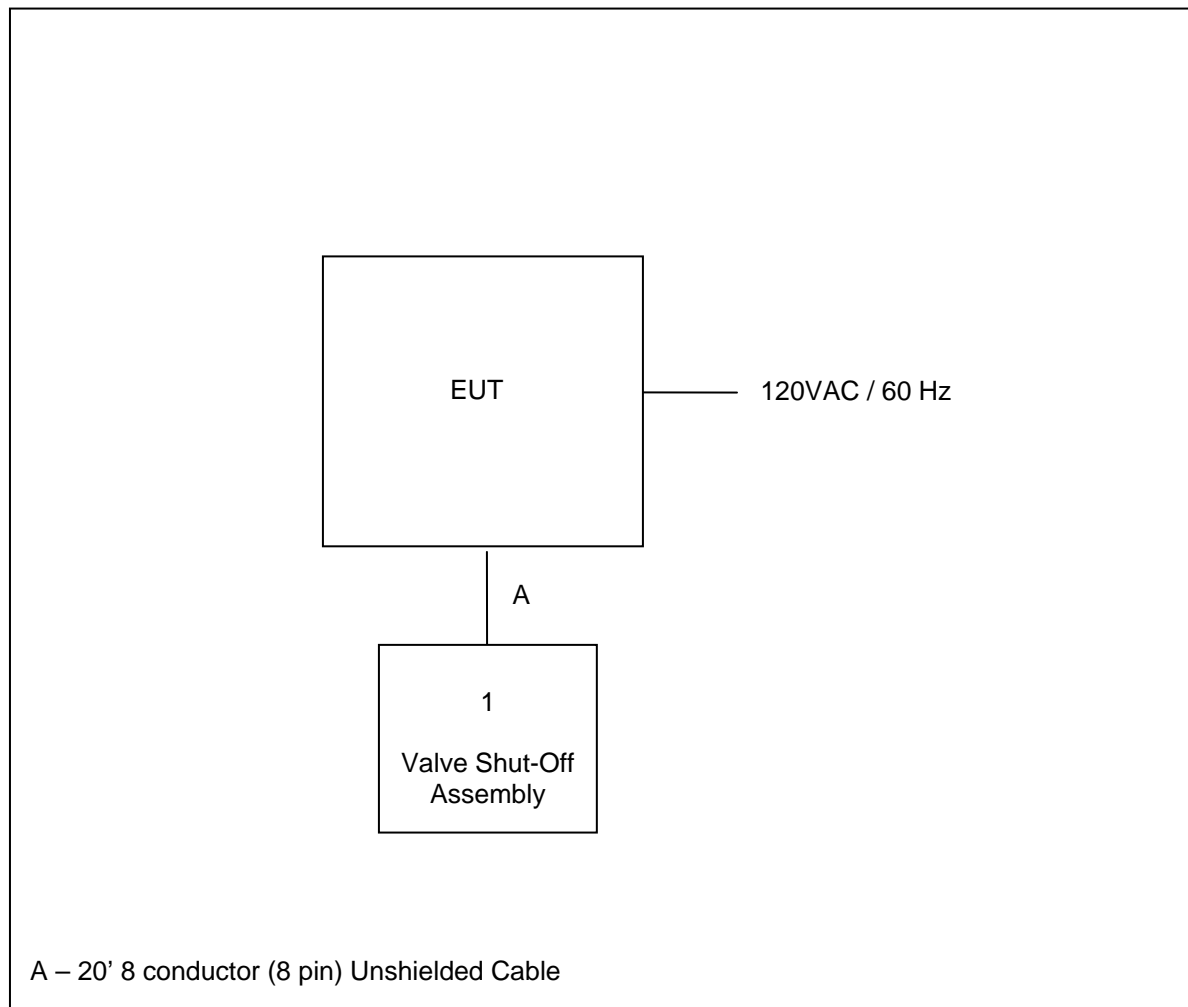 EUT
120VAC / 60 Hz
A
1
Valve Shut-Off
Assembly
A – 20’ 8 conductor (8 pin) Unshielded Cable